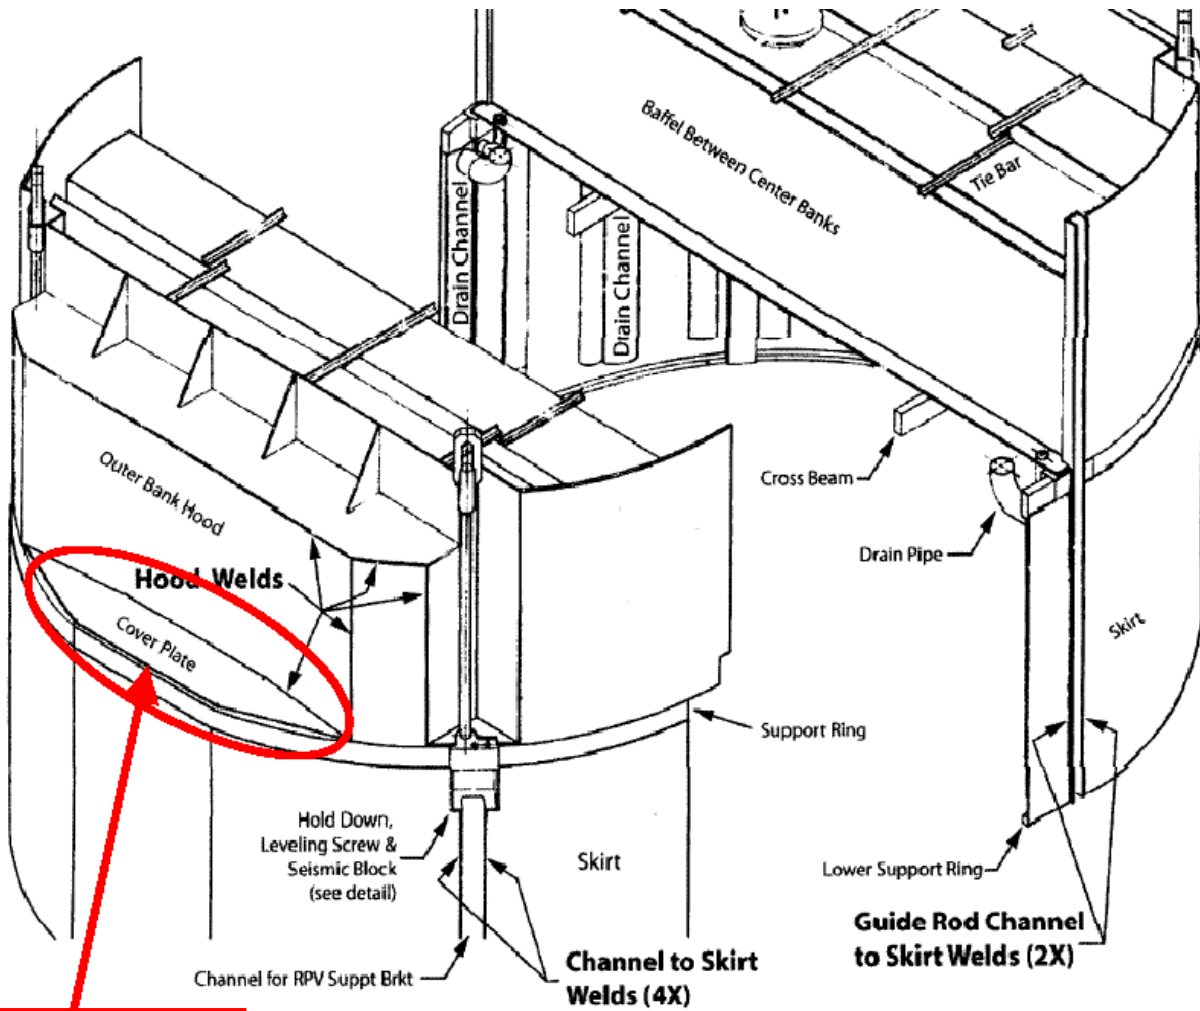 Baffel Between Center Banks
Tie Bar
Drain Channel
Drain Channel
Outer Bank Hood
Hood Welds
Cover Plate
Cross Beam
Drain Pipe
Skirt
Support Ring
Hold Down,
Leveling Screw &
Seismic Block
(see detail)
Skirt
Lower Support Ring
Guide Rod Channel
to Skirt Welds (2X)
Channel for RPV Suppt Brkt
Channel to Skirt
Welds (4X)